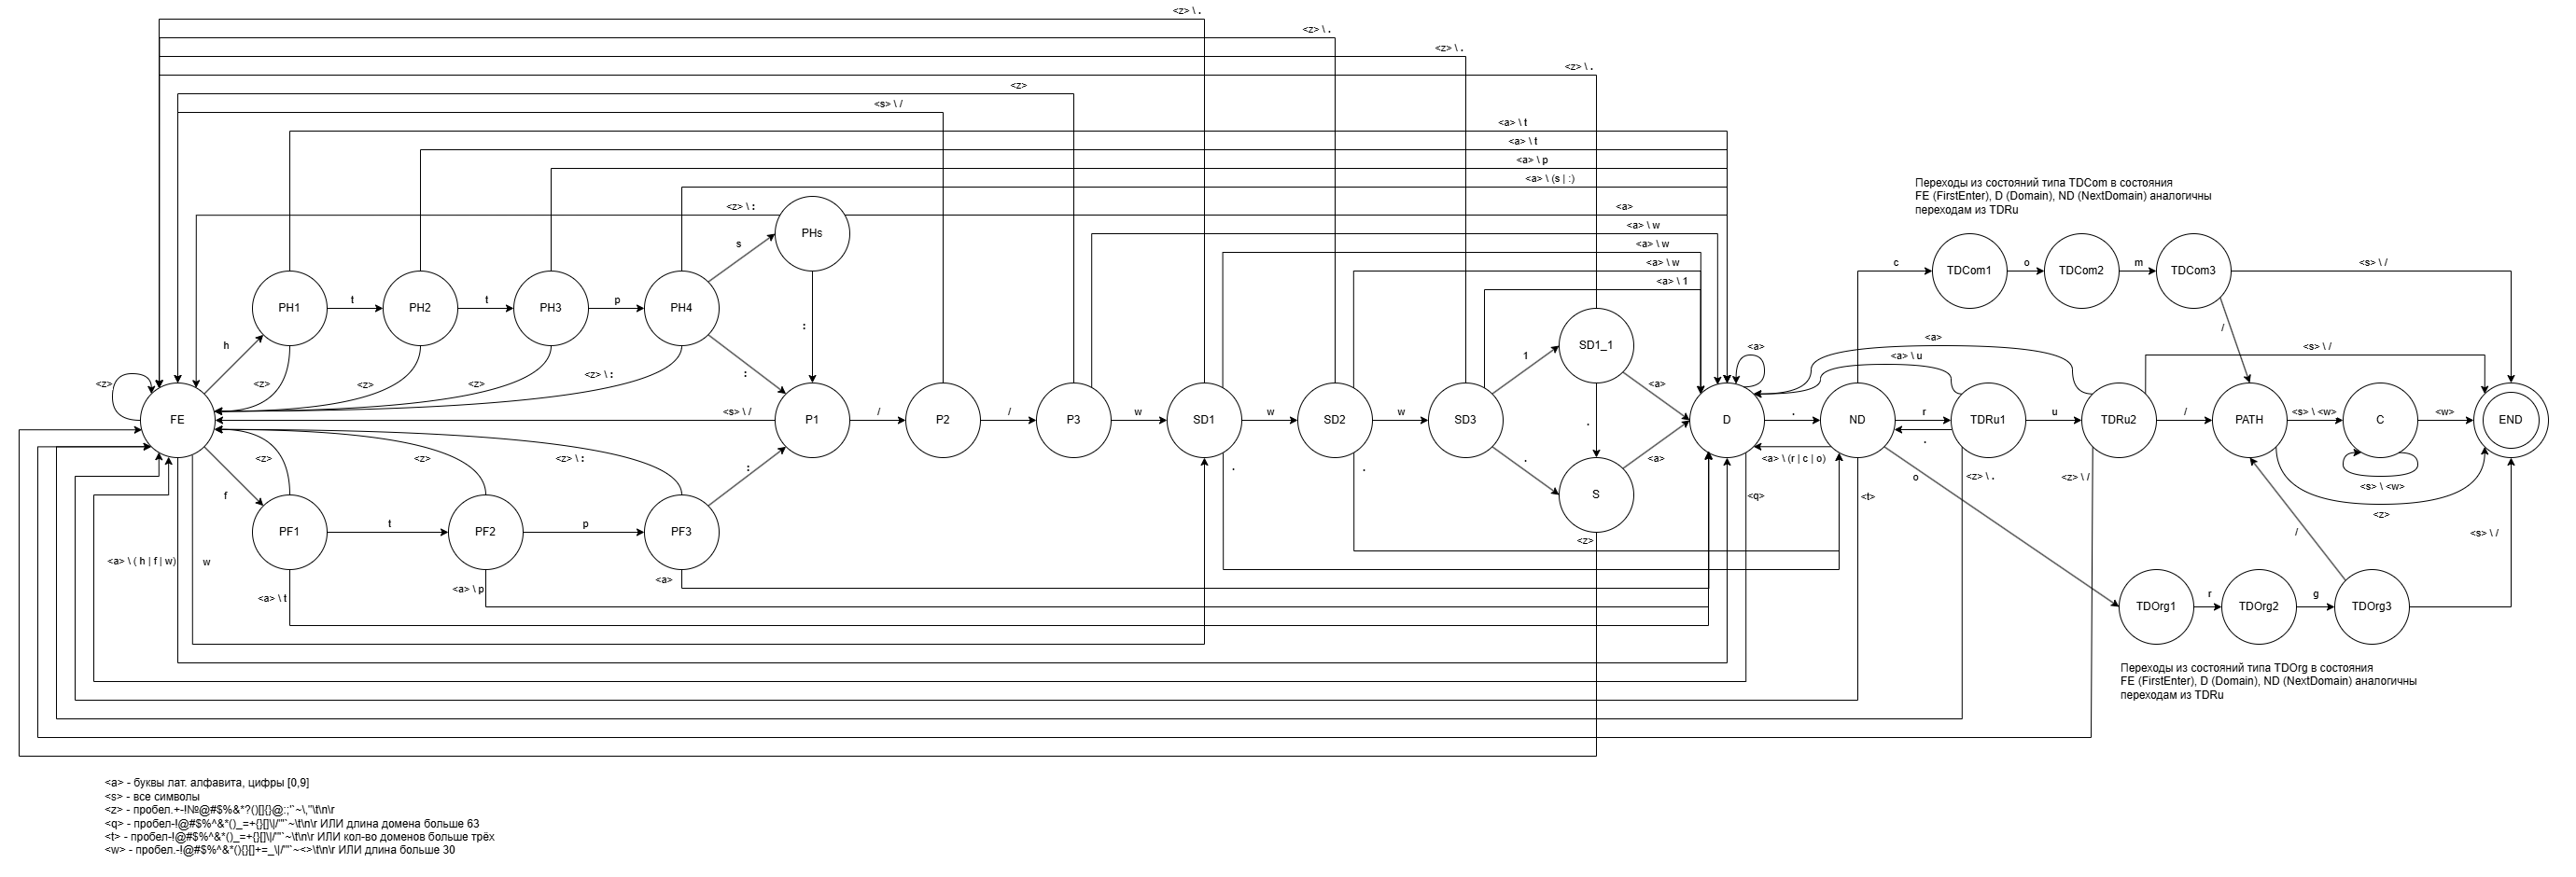 <z> \ .
<z> \ .
<z> \ .
<z> \ .
<z>
<s> \ /
<a> \ t
<a> \ t
<a> \ p
<a> \ (s | :)
Переходы из состояний типа TDCom в состояния
FE (FirstEnter), D (Domain), ND (NextDomain) аналогичны
переходам из TDRu
<z> \ :
<a>
<a> \ w
PHs
s
<a> \ w
<a> \ w
<a> \ 1
c
TDCom1
o
TDCom2
m
TDCom3
<s> \ /
PH1
t
PH2
t
PH3
p
PH4
:
/
h
SD1_1
1
<a>
<a>
<s> \ /
<a> \ u
<z>
<z>
<z>
<z>
<z> \ :
:
<a>
FE
<s> \ /
P1
/
P2
/
P3
w
SD1
w
SD2
w
SD3
.
D
.
ND
r
TDRu1
u
TDRu2
/
PATH
<s> \ <w>
C
<w>
END
.
<z>
<z>
<z> \ :
:
.
.
.
<a>
<a> \ (r | c | o)
f
S
<q>
<t>
o
<z> \ .
<z> \ /
<s> \ <w>
<z>
PF1
t
PF2
p
PF3
<z>
/
<s> \ /
<a> \ ( h | f | w)
w
<a> \ t
<a> \ p
<a>
TDOrg1
r
TDOrg2
g
TDOrg3
Переходы из состояний типа TDOrg в состояния
FE (FirstEnter), D (Domain), ND (NextDomain) аналогичны
переходам из TDRu
<a> - буквы лат. алфавита, цифры [0,9]
<s> - все символы
<z> - пробел.+-!№@#$%&*?()[]{}@:;'`~\,"\t\n\r
<q> - пробел-!@#$%^&*()_=+{}[]\|/'"`~\t\n\r ИЛИ длина домена больше 63
<t> - пробел-!@#$%^&*()_=+{}[]\|/'"`~\t\n\r ИЛИ кол-во доменов больше трёх
<w> - пробел.-!@#$%^&*(){}[]+=_\|/'"`~<>\t\n\r ИЛИ длина больше 30